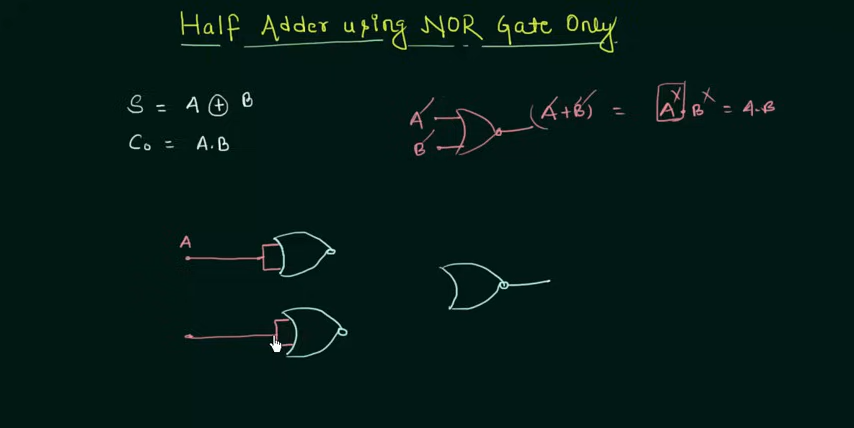 Half Adder using NOR Gate Only
S = A ⊕ B
C₀ = A.B
A
B
(A+B) = A . B = A.B
A